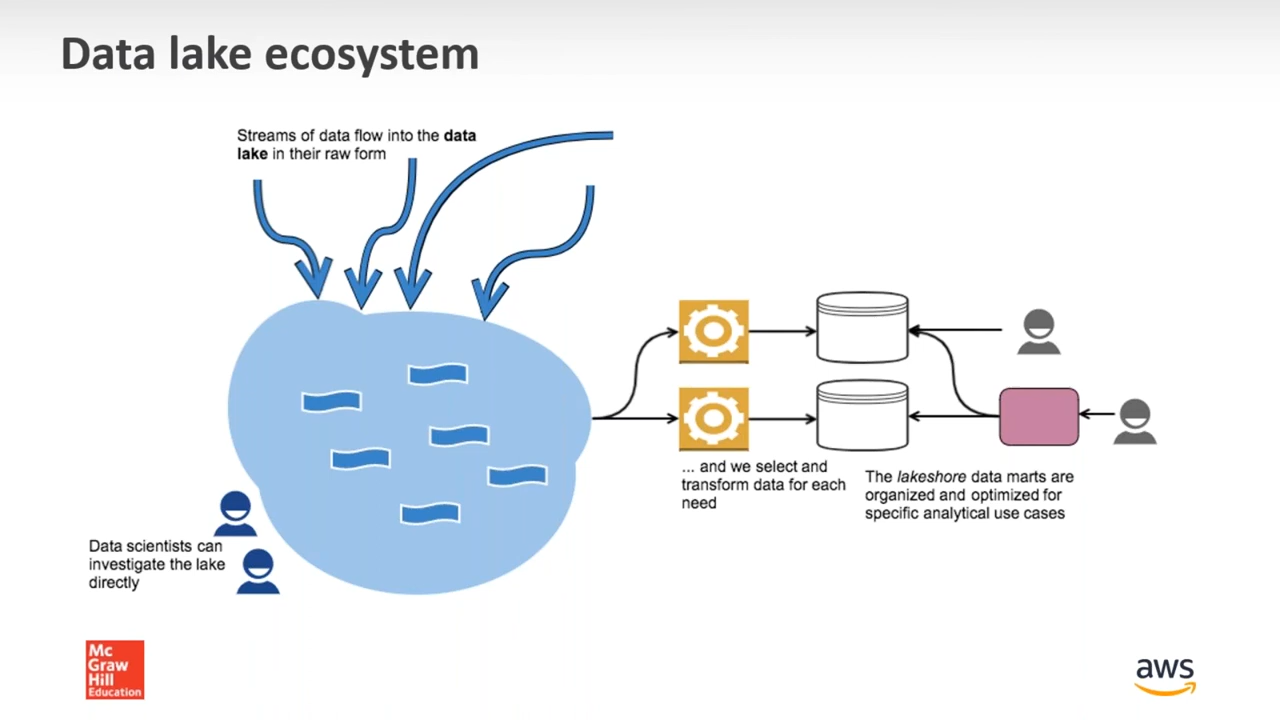 Data lake ecosystem
Streams of data flow into the data
lake in their raw form
... and we select and
transform data for each
need
The lakeshore data marts are
organized and optimized for
specific analytical use cases
Data scientists can
investigate the lake
directly
Mc
Graw
Hill
Education
aws